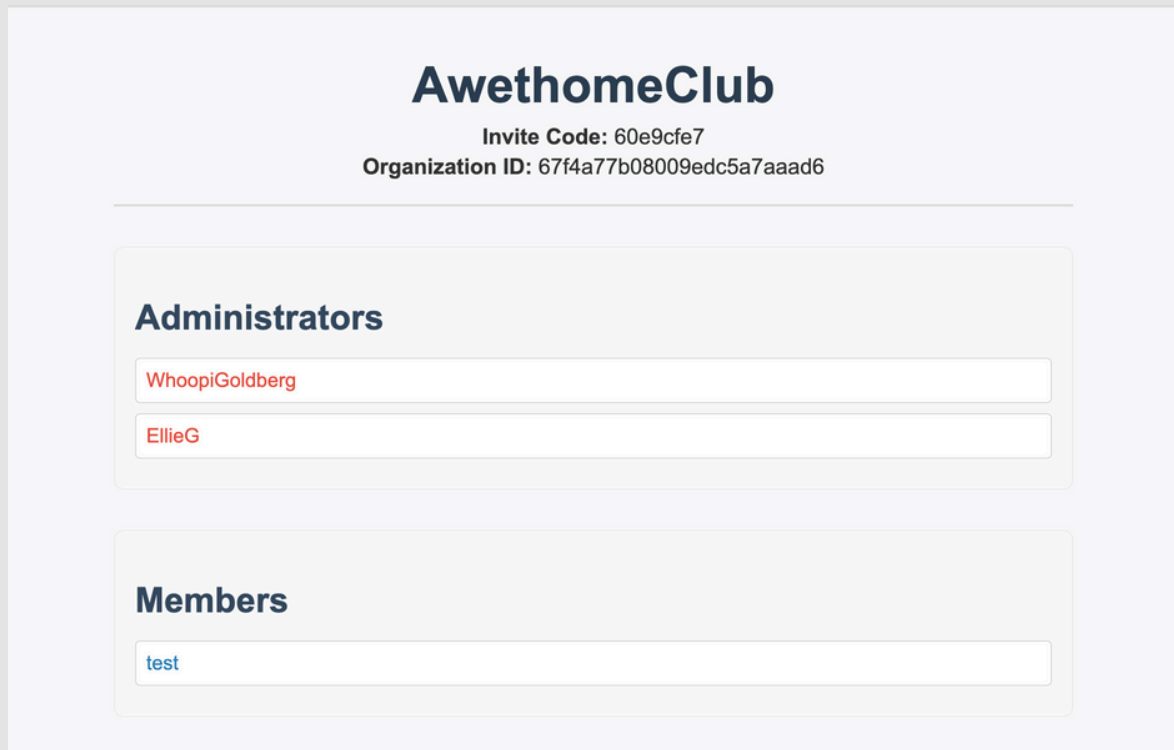 AwethomeClub
Invite Code: 60e9cfe7
Organization ID: 67f4a77b08009edc5a7aaad6
Administrators
WhoopiGoldberg
EllieG
Members
test